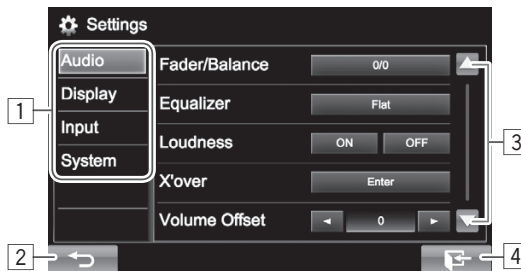 Settings
Audio
Fader/Balance
0/0
Display
Equalizer
Flat
Input
Loudness
ON OFF
System
X'over
Enter
Volume Offset
0
1
2
3
4